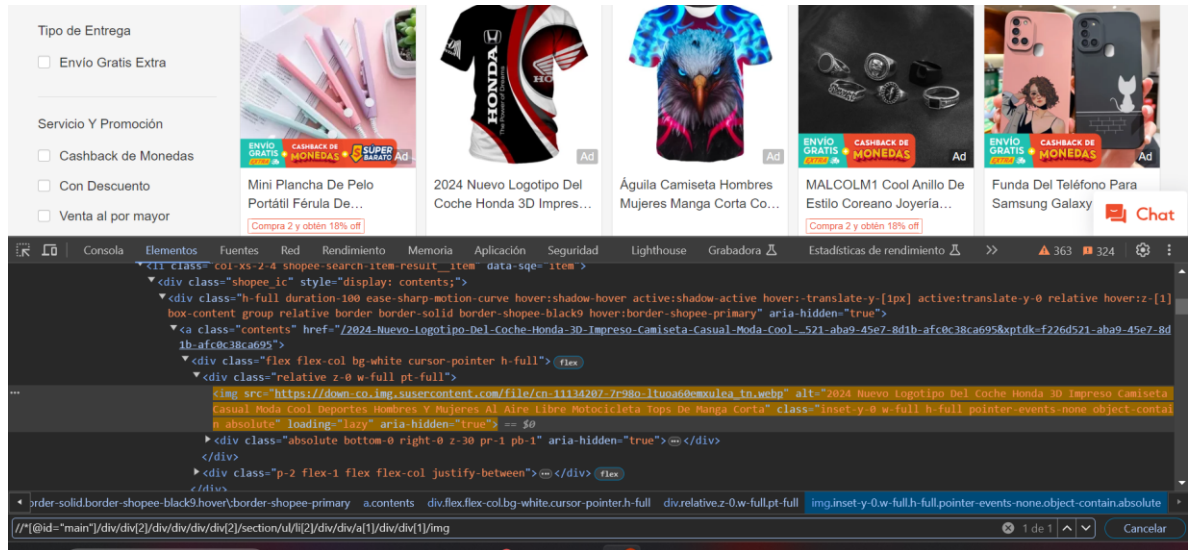 Tipo de Entrega
Envío Gratis Extra
Servicio Y Promoción
Cashback de Monedas
Con Descuento
Venta al por mayor
ENVÍO GRATIS EXTRA CASHBACK DE MONEDAS SÚPER BARATO Ad
Mini Plancha De Pelo
Portátil Férula De...
Compra 2 y obtén 18% off
HONDA
The Power of Dreams
HO
Ad
2024 Nuevo Logotipo Del
Coche Honda 3D Impres...
Ad
Águila Camiseta Hombres
Mujeres Manga Corta Co...
ENVÍO GRATIS EXTRA CASHBACK DE MONEDAS Ad
MALCOLM1 Cool Anillo De
Estilo Coreano Joyería...
Compra 2 y obtén 18% off
ENVÍO GRATIS EXTRA CASHBACK DE MONEDAS Ad
Funda Del Teléfono Para
Samsung Galaxy
Chat
Consola Elementos Fuentes Red Rendimiento Memoria Aplicación Seguridad Lighthouse Grabadora Estadísticas de rendimiento 363 324
<li class="col-xs-2-4 shopee-search-item-result__item" data-sqe="item">
<div class="shopee_ic" style="display: contents;">
<div class="h-full duration-100 ease-sharp-motion-curve hover:shadow-hover active:shadow-active hover:-translate-y-[1px] active:translate-y-0 relative hover:z-[1]
box-content group relative border border-solid border-shopee-black9 hover:border-shopee-primary" aria-hidden="true">
<a class="contents" href="/2024-Nuevo-Logotipo-Del-Coche-Honda-3D-Impreso-Camiseta-Casual-Moda-Cool-…521-aba9-45e7-8d1b-afc0c38ca695&xptdk=f226d521-aba9-45e7-8d
1b-afc0c38ca695">
<div class="flex flex-col bg-white cursor-pointer h-full"> flex
<div class="relative z-0 w-full pt-full">
<img src="https://down-co.img.susercontent.com/file/cn-11134207-7r98o-ltuoa60emxulea_tn.webp" alt="2024 Nuevo Logotipo Del Coche Honda 3D Impreso Camiseta
Casual Moda Cool Deportes Hombres Y Mujeres Al Aire Libre Motocicleta Tops De Manga Corta" class="inset-y-0 w-full h-full pointer-events-none object-contai
n absolute" loading="lazy" aria-hidden="true"> == $0
<div class="absolute bottom-0 right-0 z-30 pr-1 pb-1" aria-hidden="true"> … </div>
</div>
<div class="p-2 flex-1 flex flex-col justify-between"> … </div> flex
</div>
order-solid.border-shopee-black9.hover\:border-shopee-primary a.contents div.flex.flex-col.bg-white.cursor-pointer.h-full div.relative.z-0.w-full.pt-full img.inset-y-0.w-full.h-full.pointer-events-none.object-contain.absolute
//*[@id="main"]/div/div[2]/div/div/div/div[2]/section/ul/li[2]/div/div/a[1]/div/div[1]/img 1 de 1 Cancelar